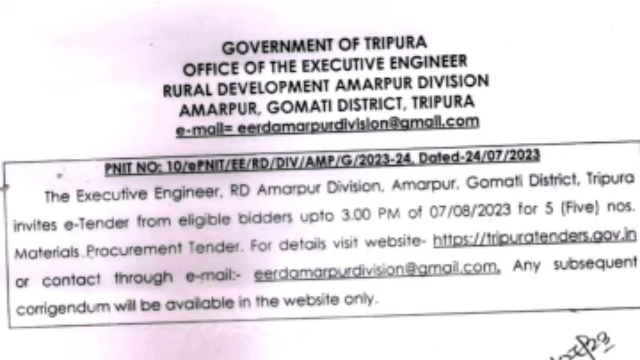 GOVERNMENT OF TRIPURA
OFFICE OF THE EXECUTIVE ENGINEER
RURAL DEVELOPMENT AMARPUR DIVISION
AMARPUR, GOMATI DISTRICT, TRIPURA
e-mail= eerdamarpurdivision@gmail.com
PNIT NO: 10/ePNIT/EE/RD/DIV/AMP/G/2023-24, Dated-24/07/2023
The Executive Engineer, RD Amarpur Division, Amarpur, Gomati District, Tripura
invites e-Tender from eligible bidders upto 3.00 PM of 07/08/2023 for 5 (Five) nos.
Materials Procurement Tender. For details visit website- https://tripuratenders.gov.in
or contact through e-mail:- eerdamarpurdivision@gmail.com. Any subsequent
corrigendum will be available in the website only.